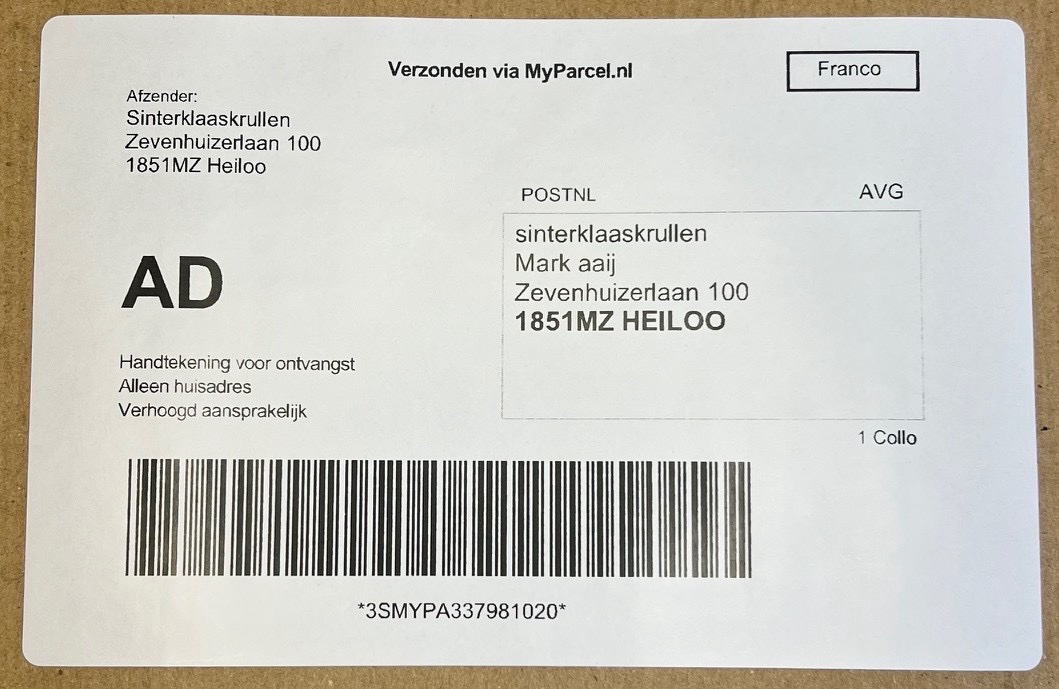 Verzonden via MyParcel.nl
Franco
Afzender:
Sinterklaaskrullen
Zevenhuizerlaan 100
1851MZ Heiloo
POSTNL
AVG
sinterklaaskrullen
Mark aaij
Zevenhuizerlaan 100
1851MZ HEILOO
AD
Handtekening voor ontvangst
Alleen huisadres
Verhoogd aansprakelijk
1 Collo
*3SMYPA337981020*